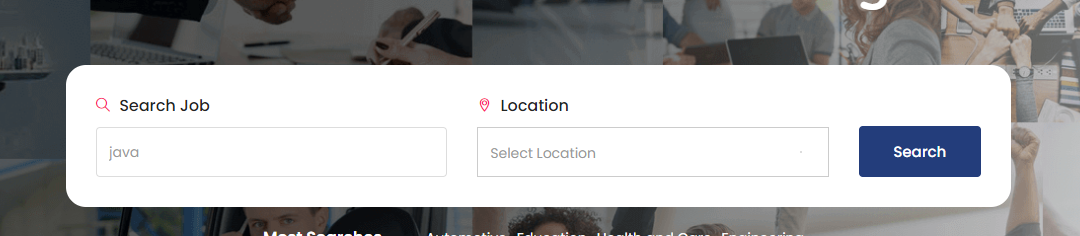 Search Job
Location
java
Select Location
Search
Most Searches Automotive, Education, Health and Care, Engineering